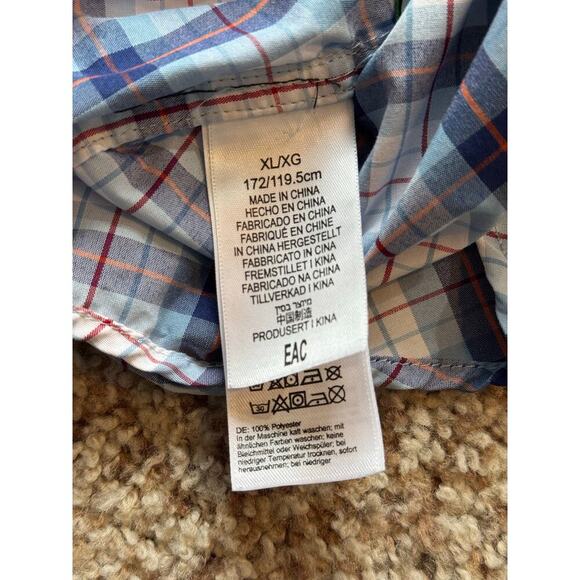 XL/XG
172/119.5cm
MADE IN CHINA
HECHO EN CHINA
FABRICADO EN CHINA
FABRIQUÉ EN CHINE
IN CHINA HERGESTELLT
FABBRICATO IN CINA
FREMSTILLET I KINA
FABRICADO NA CHINA
TILLVERKAD I KINA
מיוצר בסין
中国制造
PRODUSERT I KINA
EAC
30
DE: 100% Polyester
In der Maschine kalt waschen; mit
ähnlichen Farben waschen; keine
Bleichmittel oder Weichspüler; bei
niedriger Temperatur trocknen, sofort
herausnehmen; bei niedriger